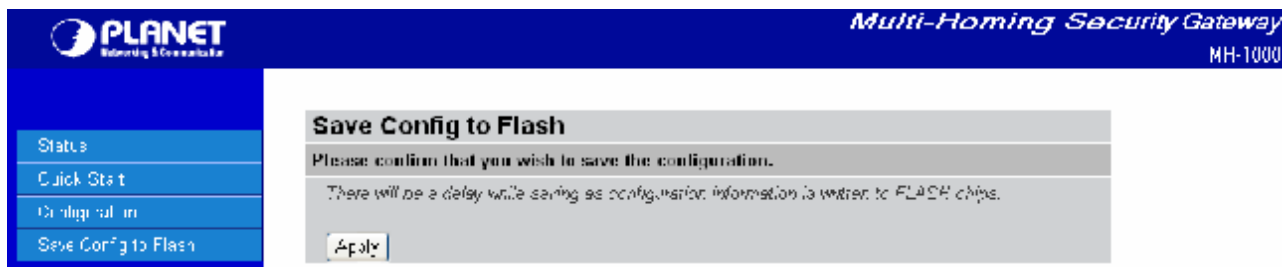 PLANET
Networking & Communication
Multi-Homing Security Gateway
MH-1000
Status
Quick Start
Configuration
Save Config to Flash
Save Config to Flash
Please confirm that you wish to save the configuration.
There will be a delay while saving as configuration information is written to FLASH chips.
Apply